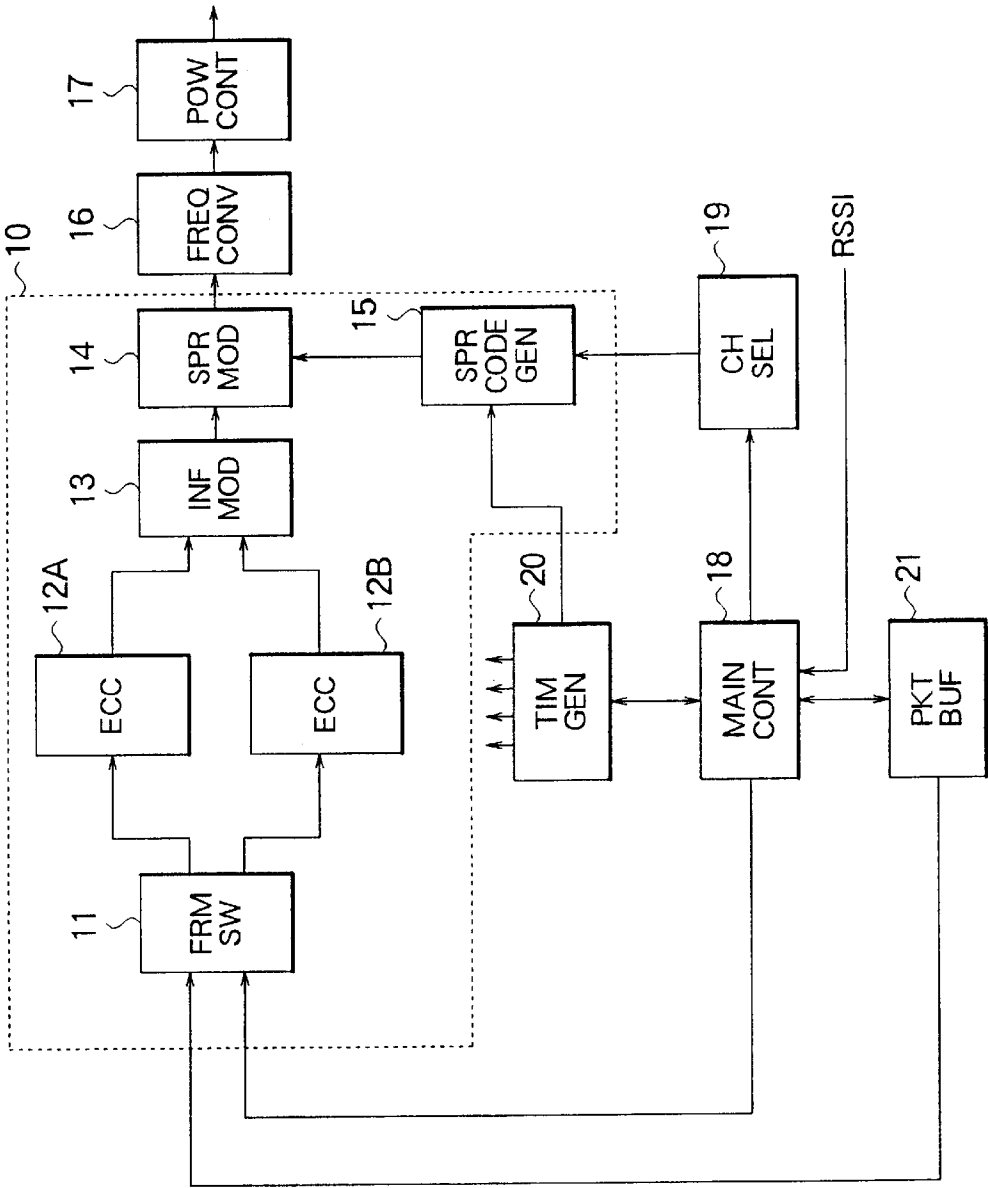 10
11
FRM
SW
12A
ECC
12B
ECC
13
INF
MOD
14
SPR
MOD
16
FREQ
CONV
17
POW
CONT
15
SPR
CODE
GEN
20
TIM
GEN
18
MAIN
CONT
19
CH
SEL
RSSI
21
PKT
BUF